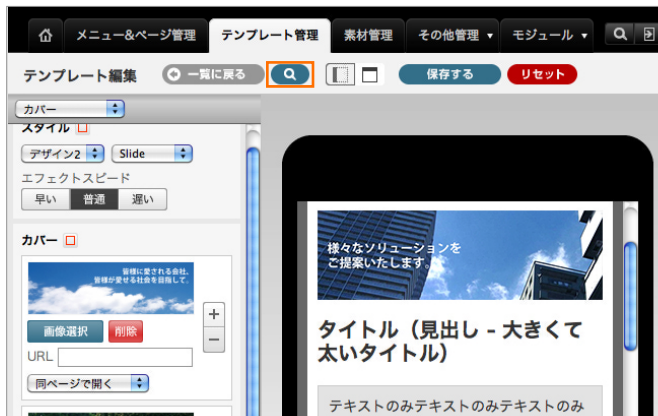 メニュー&ページ管理 テンプレート管理 素材管理 その他管理 ▼ モジュール ▼
テンプレート編集 一覧に戻る 保存する リセット
カバー
スタイル
デザイン2 Slide
エフェクトスピード
早い 普通 遅い
カバー
皆様に愛される会社、
皆様が愛せる社会を目指して。
画像選択 削除
+
−
URL
同ページで開く
様々なソリューションを
ご提案いたします。
タイトル（見出し - 大きくて
太いタイトル）
テキストのみテキストのみテキストのみ